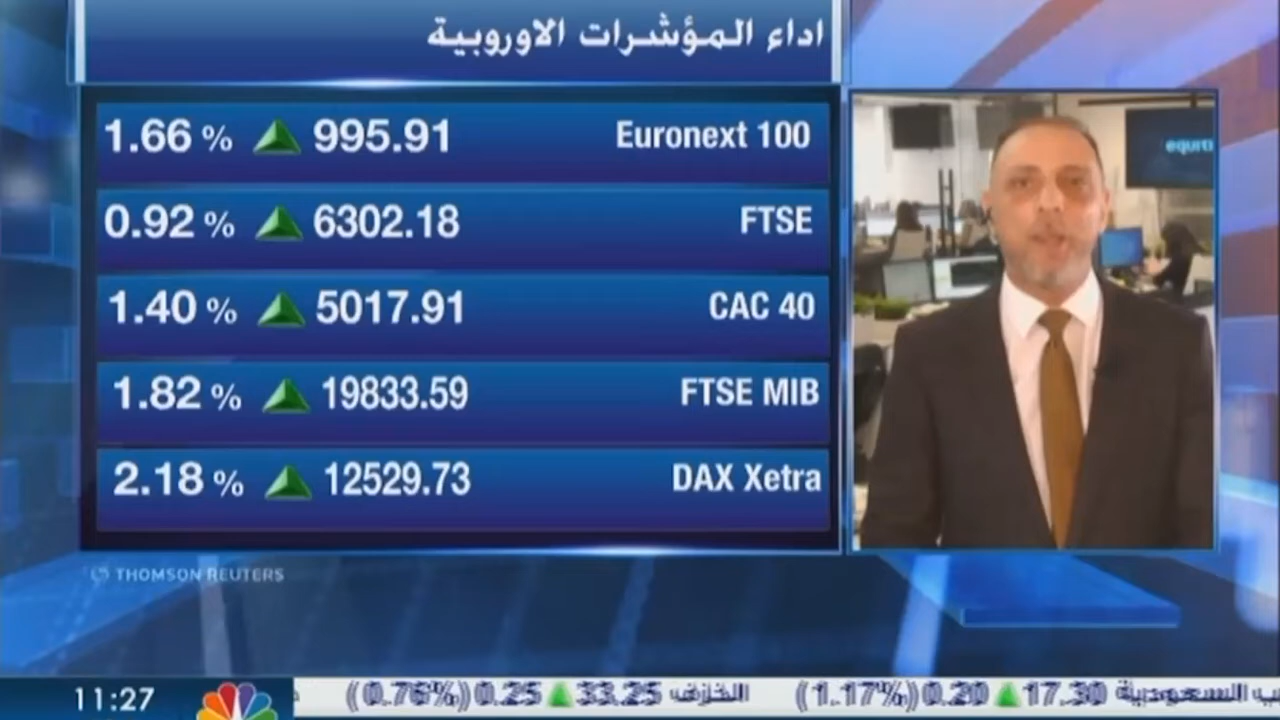 اداء المؤشرات الاوروبية
Euronext 100 995.91 1.66 %
FTSE 6302.18 0.92 %
CAC 40 5017.91 1.40 %
FTSE MIB 19833.59 1.82 %
DAX Xetra 12529.73 2.18 %
equiti
THOMSON REUTERS
11:27
السعودية 17.30 0.20 (1.17%) الخزف 33.25 0.25 (0.76%)